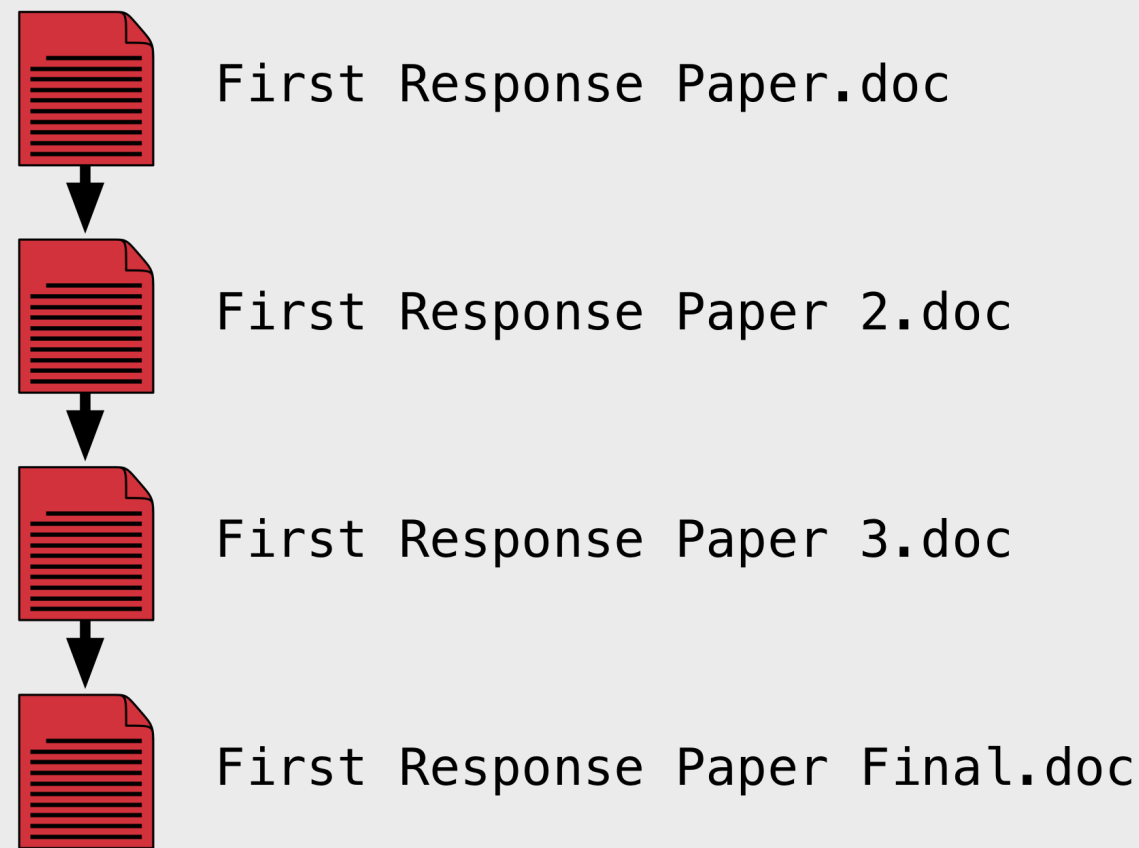 First Response Paper.doc
First Response Paper 2.doc
First Response Paper 3.doc
First Response Paper Final.doc